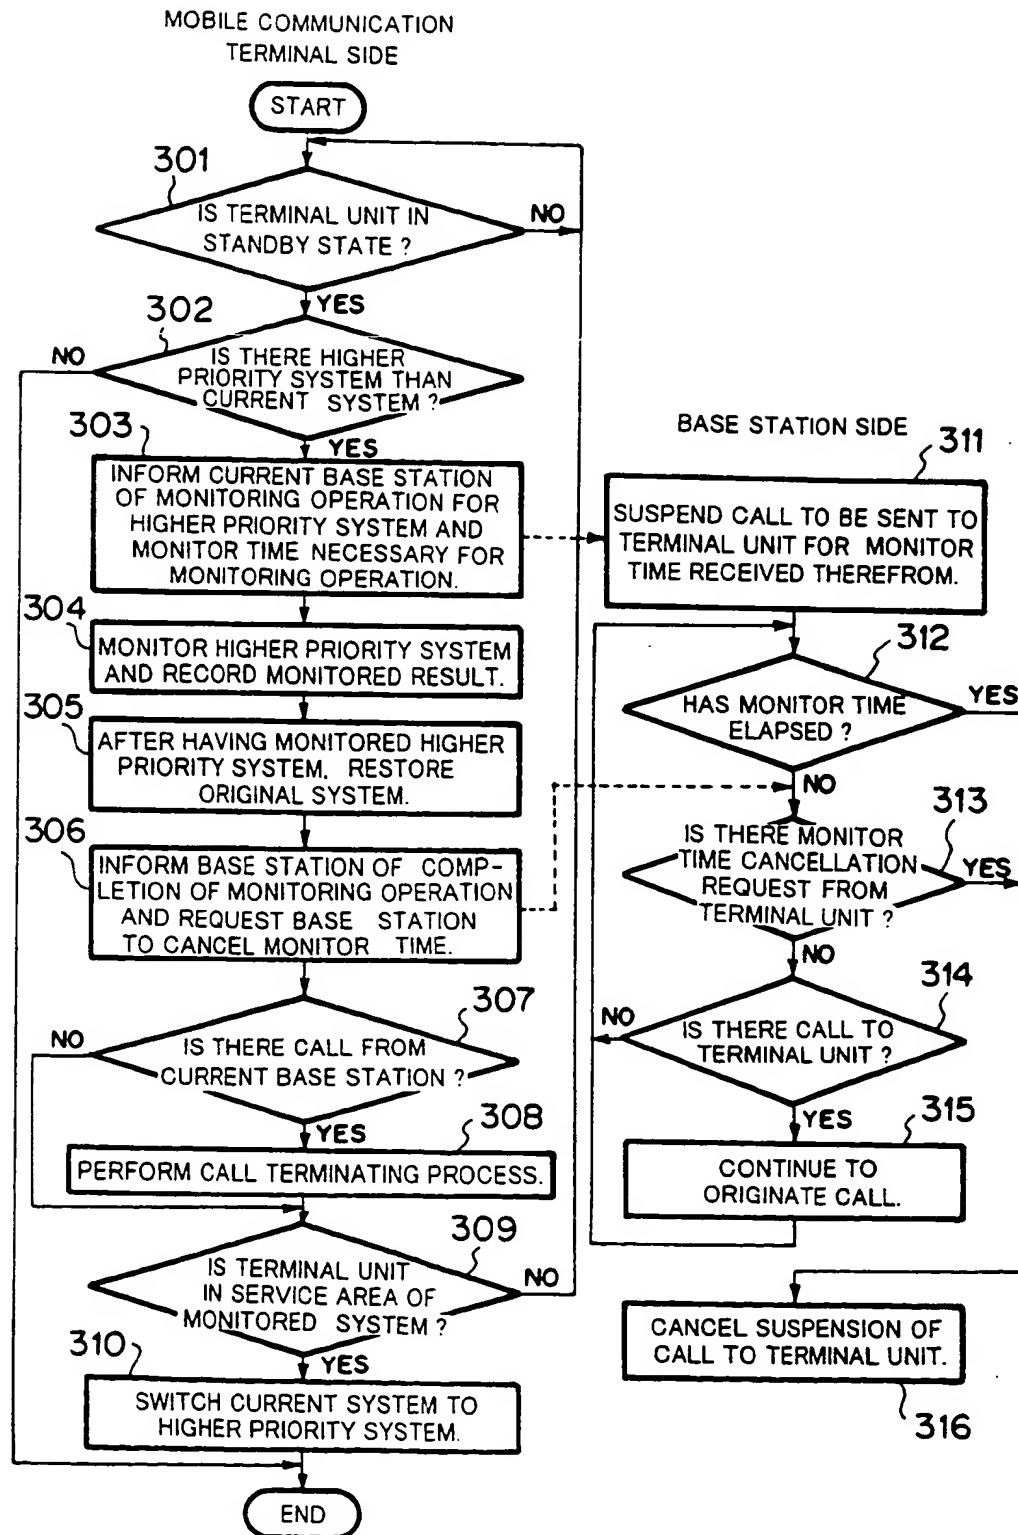 MOBILE COMMUNICATION
TERMINAL SIDE
START
301
IS TERMINAL UNIT IN
STANDBY STATE ?
NO
YES
302
NO
IS THERE HIGHER
PRIORITY SYSTEM THAN
CURRENT SYSTEM ?
YES
303
INFORM CURRENT BASE STATION
OF MONITORING OPERATION FOR
HIGHER PRIORITY SYSTEM AND
MONITOR TIME NECESSARY FOR
MONITORING OPERATION.
304
MONITOR HIGHER PRIORITY SYSTEM
AND RECORD MONITORED RESULT.
305
AFTER HAVING MONITORED HIGHER
PRIORITY SYSTEM, RESTORE
ORIGINAL SYSTEM.
306
INFORM BASE STATION OF COMP-
LETION OF MONITORING OPERATION
AND REQUEST BASE STATION
TO CANCEL MONITOR TIME.
307
NO
IS THERE CALL FROM
CURRENT BASE STATION ?
YES
308
PERFORM CALL TERMINATING PROCESS.
309
IS TERMINAL UNIT
IN SERVICE AREA OF
MONITORED SYSTEM ?
NO
YES
310
SWITCH CURRENT SYSTEM TO
HIGHER PRIORITY SYSTEM.
END
BASE STATION SIDE
311
SUSPEND CALL TO BE SENT TO
TERMINAL UNIT FOR MONITOR
TIME RECEIVED THEREFROM.
312
HAS MONITOR TIME
ELAPSED ?
YES
NO
313
IS THERE MONITOR
TIME CANCELLATION
REQUEST FROM
TERMINAL UNIT ?
YES
NO
314
NO
IS THERE CALL TO
TERMINAL UNIT ?
YES
315
CONTINUE TO
ORIGINATE CALL.
CANCEL SUSPENSION OF
CALL TO TERMINAL UNIT.
316